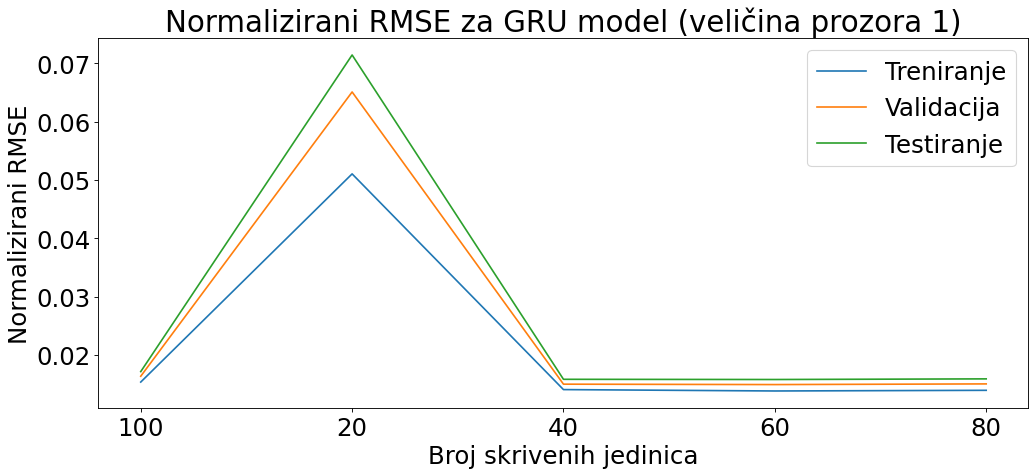 Normalizirani RMSE za GRU model (veličina prozora 1)
Normalizirani RMSE
0.07
0.06
0.05
0.04
0.03
0.02
Treniranje
Validacija
Testiranje
100 20 40 60 80
Broj skrivenih jedinica